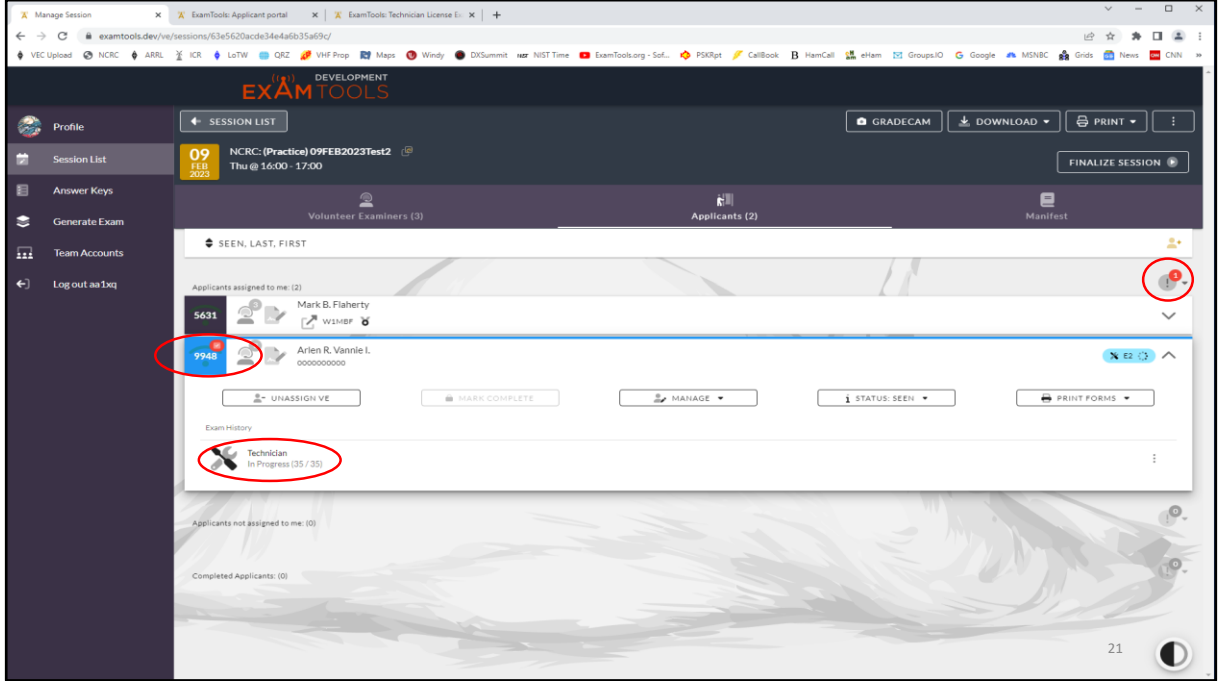 Manage Session
ExamTools: Applicant portal
ExamTools: Technician License Ex
examtools.dev/ve/sessions/63e5620acde34e4a6b35a69c/
VEC Upload NCRC ARRL ICR LoTW QRZ VHF Prop Maps Windy DXSummit NIST NIST Time ExamTools.org - Sof... PSKRpt CallBook B HamCall eHam Groups.IO G Google MSNBC Grids News CNN »
DEVELOPMENT
EXAMTOOLS
Profile
Session List
Answer Keys
Generate Exam
Team Accounts
Log out aa1xq
SESSION LIST
GRADECAM
DOWNLOAD
PRINT
09
FEB
2023
NCRC: (Practice) 09FEB2023Test2
Thu @ 16:00 - 17:00
FINALIZE SESSION
Volunteer Examiners (3)
Applicants (2)
Manifest
SEEN, LAST, FIRST
Applicants assigned to me: (2)
1
5631
3
Mark B. Flaherty
W1MBF
9948
Arlen R. Vannie I.
0000000000
E2
UNASSIGN VE
MARK COMPLETE
MANAGE
STATUS: SEEN
PRINT FORMS
Exam History
Technician
In Progress (35 / 35)
Applicants not assigned to me: (0)
0
Completed Applicants: (0)
0
21